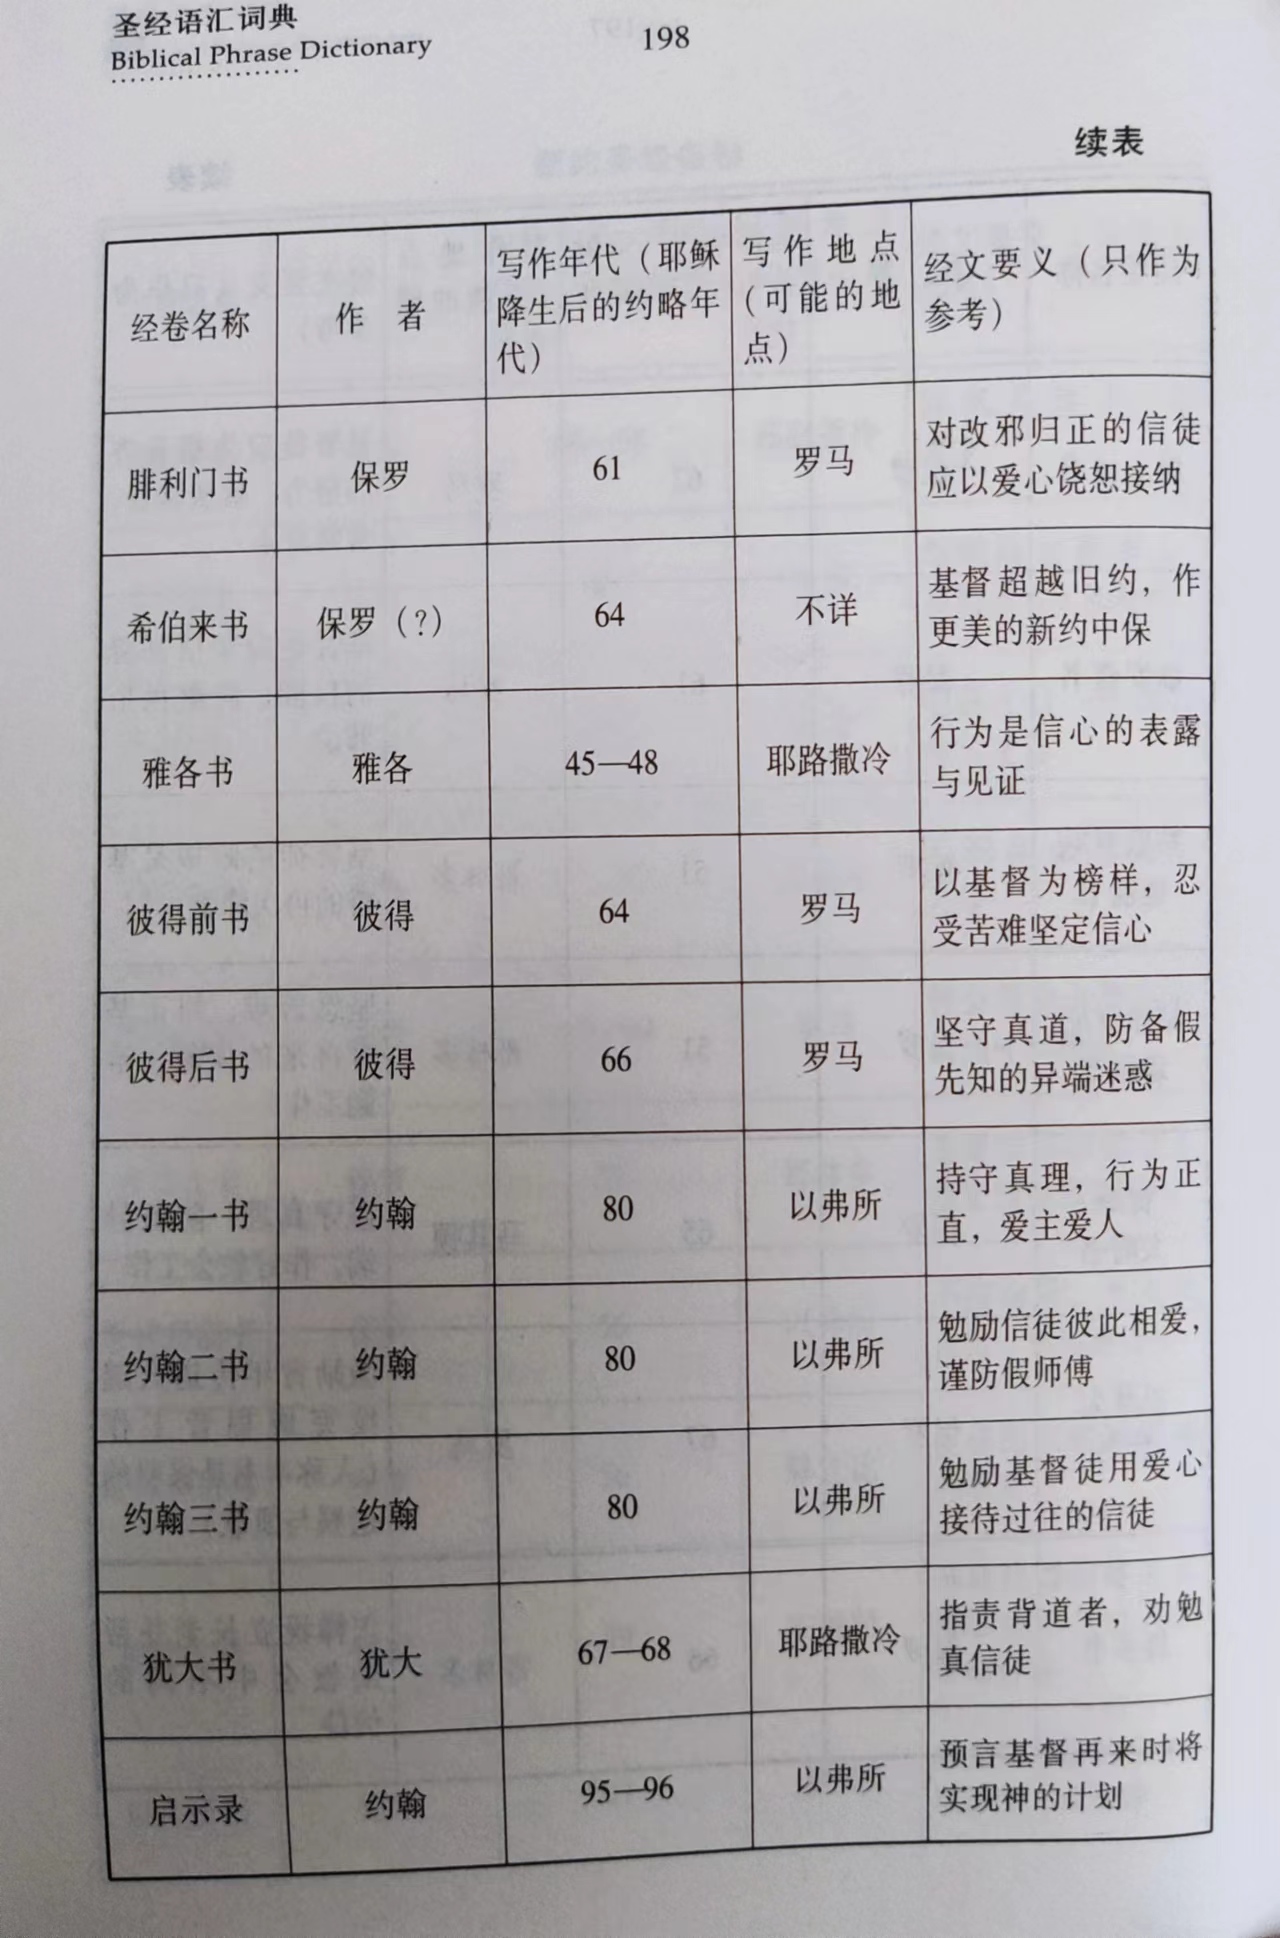 圣经语汇词典
Biblical Phrase Dictionary
198
续表
经卷名称
作 者
写作年代（耶稣
降生后的约略年
代）
写作地点
（可能的地
点）
经文要义（只作为
参考）
腓利门书
保罗
61
罗马
对改邪归正的信徒
应以爱心饶恕接纳
希伯来书
保罗（?）
64
不详
基督超越旧约，作
更美的新约中保
雅各书
雅各
45—48
耶路撒冷
行为是信心的表露
与见证
彼得前书
彼得
64
罗马
以基督为榜样，忍
受苦难坚定信心
彼得后书
彼得
66
罗马
坚守真道，防备假
先知的异端迷惑
约翰一书
约翰
80
以弗所
持守真理，行为正
直，爱主爱人
约翰二书
约翰
80
以弗所
勉励信徒彼此相爱，
谨防假师傅
约翰三书
约翰
80
以弗所
勉励基督徒用爱心
接待过往的信徒
犹大书
犹大
67—68
耶路撒冷
指责背道者，劝勉
真信徒
启示录
约翰
95—96
以弗所
预言基督再来时将
实现神的计划